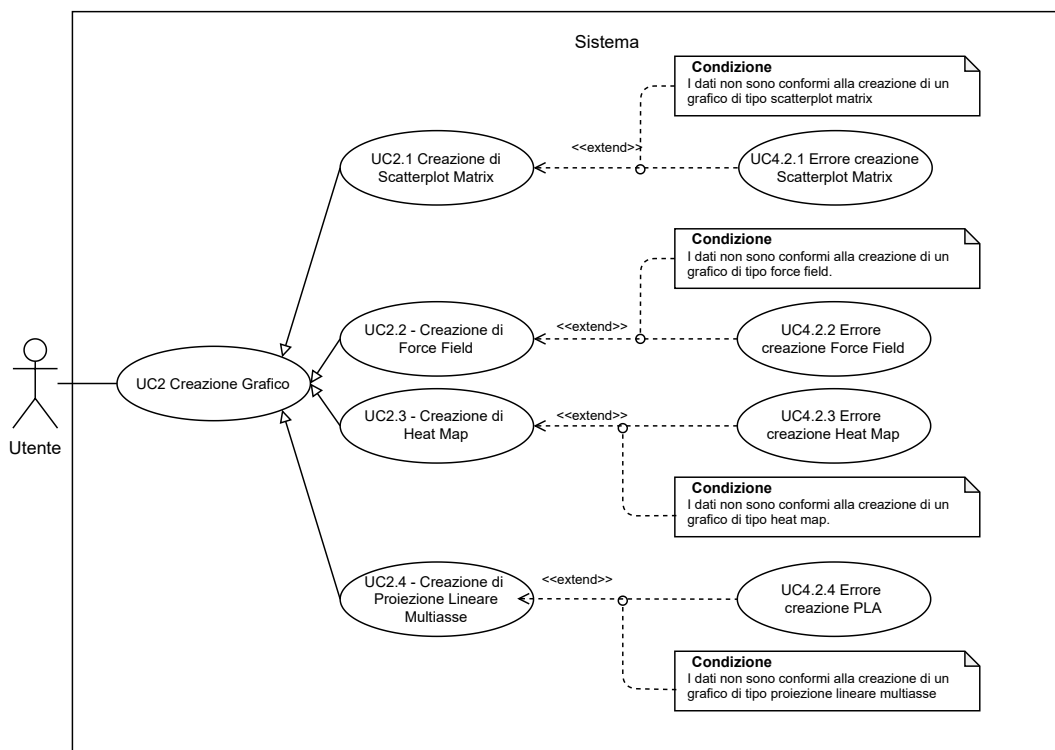 Sistema
Condizione
I dati non sono conformi alla creazione di un
grafico di tipo scatterplot matrix
<<extend>>
UC2.1 Creazione di
Scatterplot Matrix
UC4.2.1 Errore creazione
Scatterplot Matrix
Condizione
I dati non sono conformi alla creazione di un
grafico di tipo force field.
<<extend>>
UC2.2 - Creazione di
Force Field
UC4.2.2 Errore
creazione Force Field
UC2 Creazione Grafico
Utente
<<extend>>
UC2.3 - Creazione di
Heat Map
UC4.2.3 Errore
creazione Heat Map
Condizione
I dati non sono conformi alla creazione di un
grafico di tipo heat map.
<<extend>>
UC2.4 - Creazione di
Proiezione Lineare
Multiasse
UC4.2.4 Errore
creazione PLA
Condizione
I dati non sono conformi alla creazione di un
grafico di tipo proiezione lineare multiasse